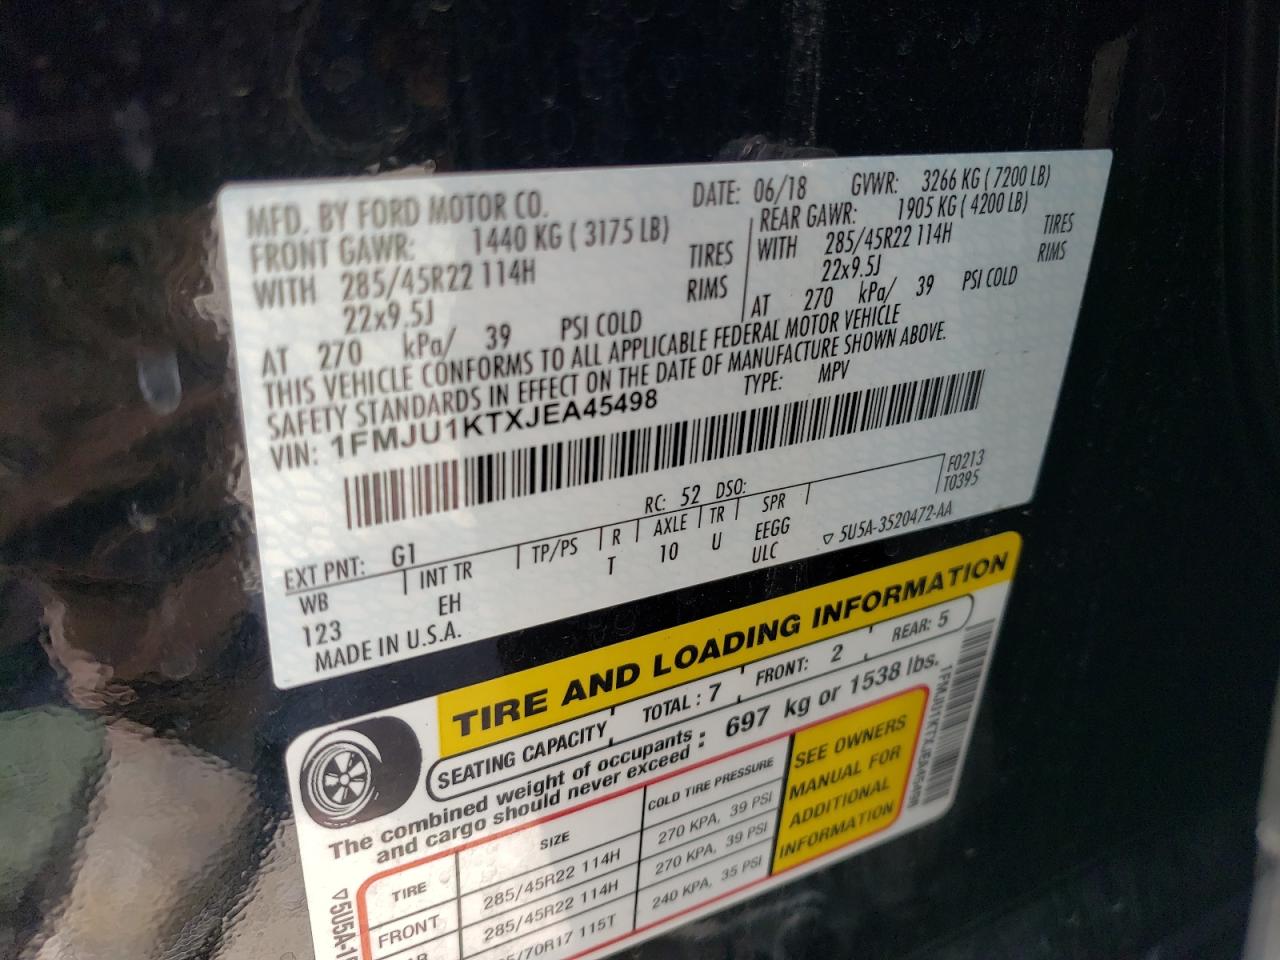 MFD. BY FORD MOTOR CO.
DATE: 06/18 GVWR: 3266 KG ( 7200 LB)
FRONT GAWR: 1440 KG ( 3175 LB)
REAR GAWR: 1905 KG ( 4200 LB)
WITH 285/45R22 114H TIRES
WITH 285/45R22 114H TIRES
22x9.5J RIMS
22x9.5J RIMS
AT 270 kPa/ 39 PSI COLD
AT 270 kPa/ 39 PSI COLD
THIS VEHICLE CONFORMS TO ALL APPLICABLE FEDERAL MOTOR VEHICLE
SAFETY STANDARDS IN EFFECT ON THE DATE OF MANUFACTURE SHOWN ABOVE.
VIN: 1FMJU1KTXJEA45498
TYPE: MPV
F0213
T0395
RC: 52 DSO:
EXT PNT: G1
WB INT TR TP/PS R AXLE TR SPR
123 EH T 10 U EEGG
ULC
MADE IN U.S.A.
▽ 5U5A-3520472-AA
TIRE AND LOADING INFORMATION
SEATING CAPACITY TOTAL : 7 FRONT: 2 REAR: 5
The combined weight of occupants : 697 kg or 1538 lbs.
and cargo should never exceed
TIRE SIZE COLD TIRE PRESSURE
FRONT 285/45R22 114H 270 KPA, 39 PSI
285/45R22 114H 270 KPA, 39 PSI
/70R17 115T 240 KPA, 35 PSI
SEE OWNERS
MANUAL FOR
ADDITIONAL
INFORMATION
1FMJU1KTXJEA45498
▽5U5A-1